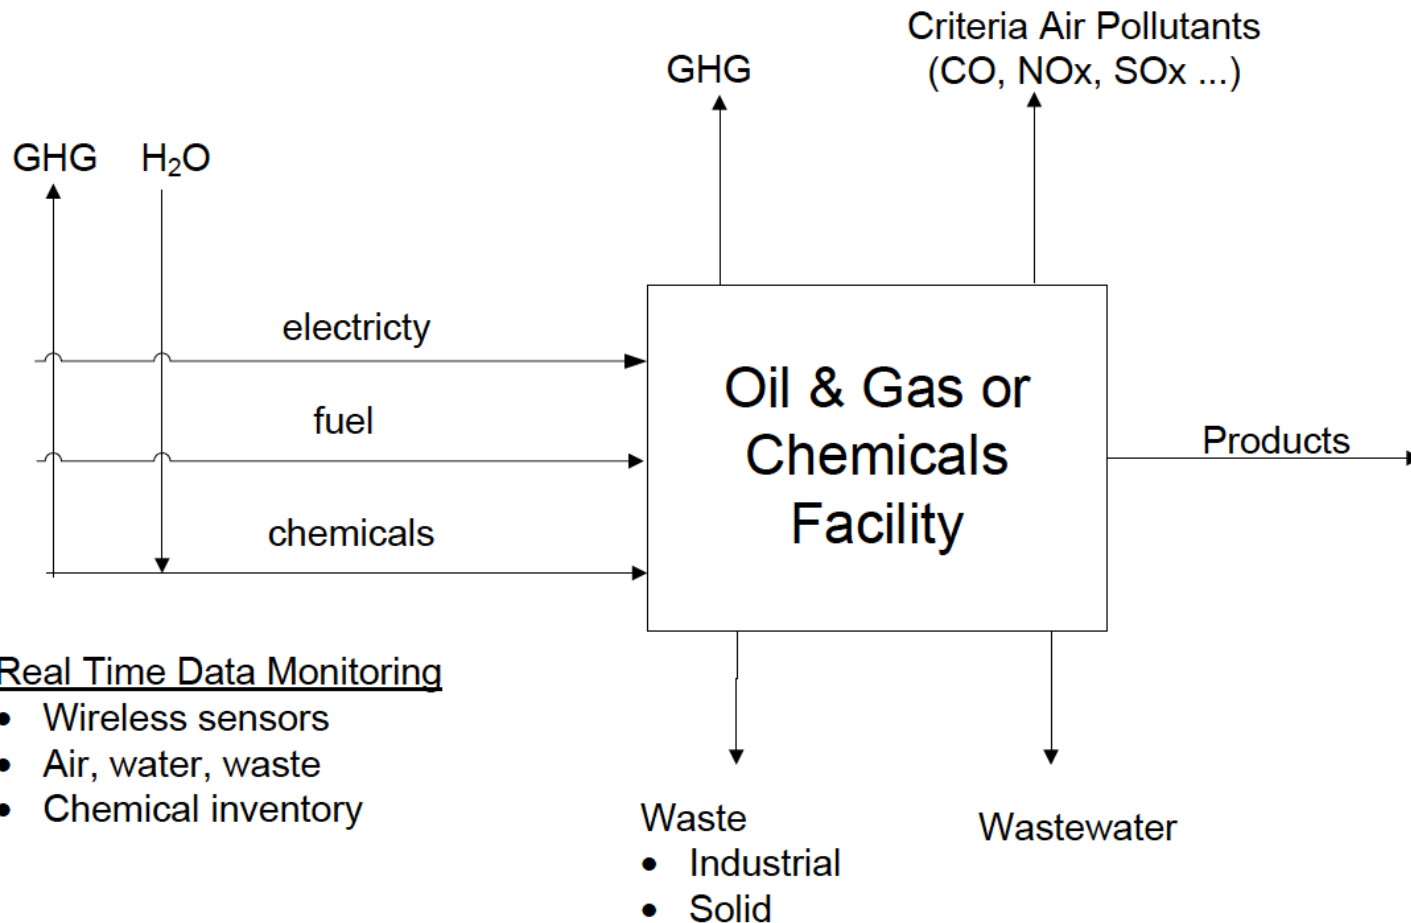 Criteria Air Pollutants
(CO, NOx, SOx ...)
GHG
GHG H₂O
electricty
fuel
chemicals
Oil & Gas or
Chemicals
Facility
Products
Real Time Data Monitoring
• Wireless sensors
• Air, water, waste
• Chemical inventory
Waste
• Industrial
• Solid
Wastewater